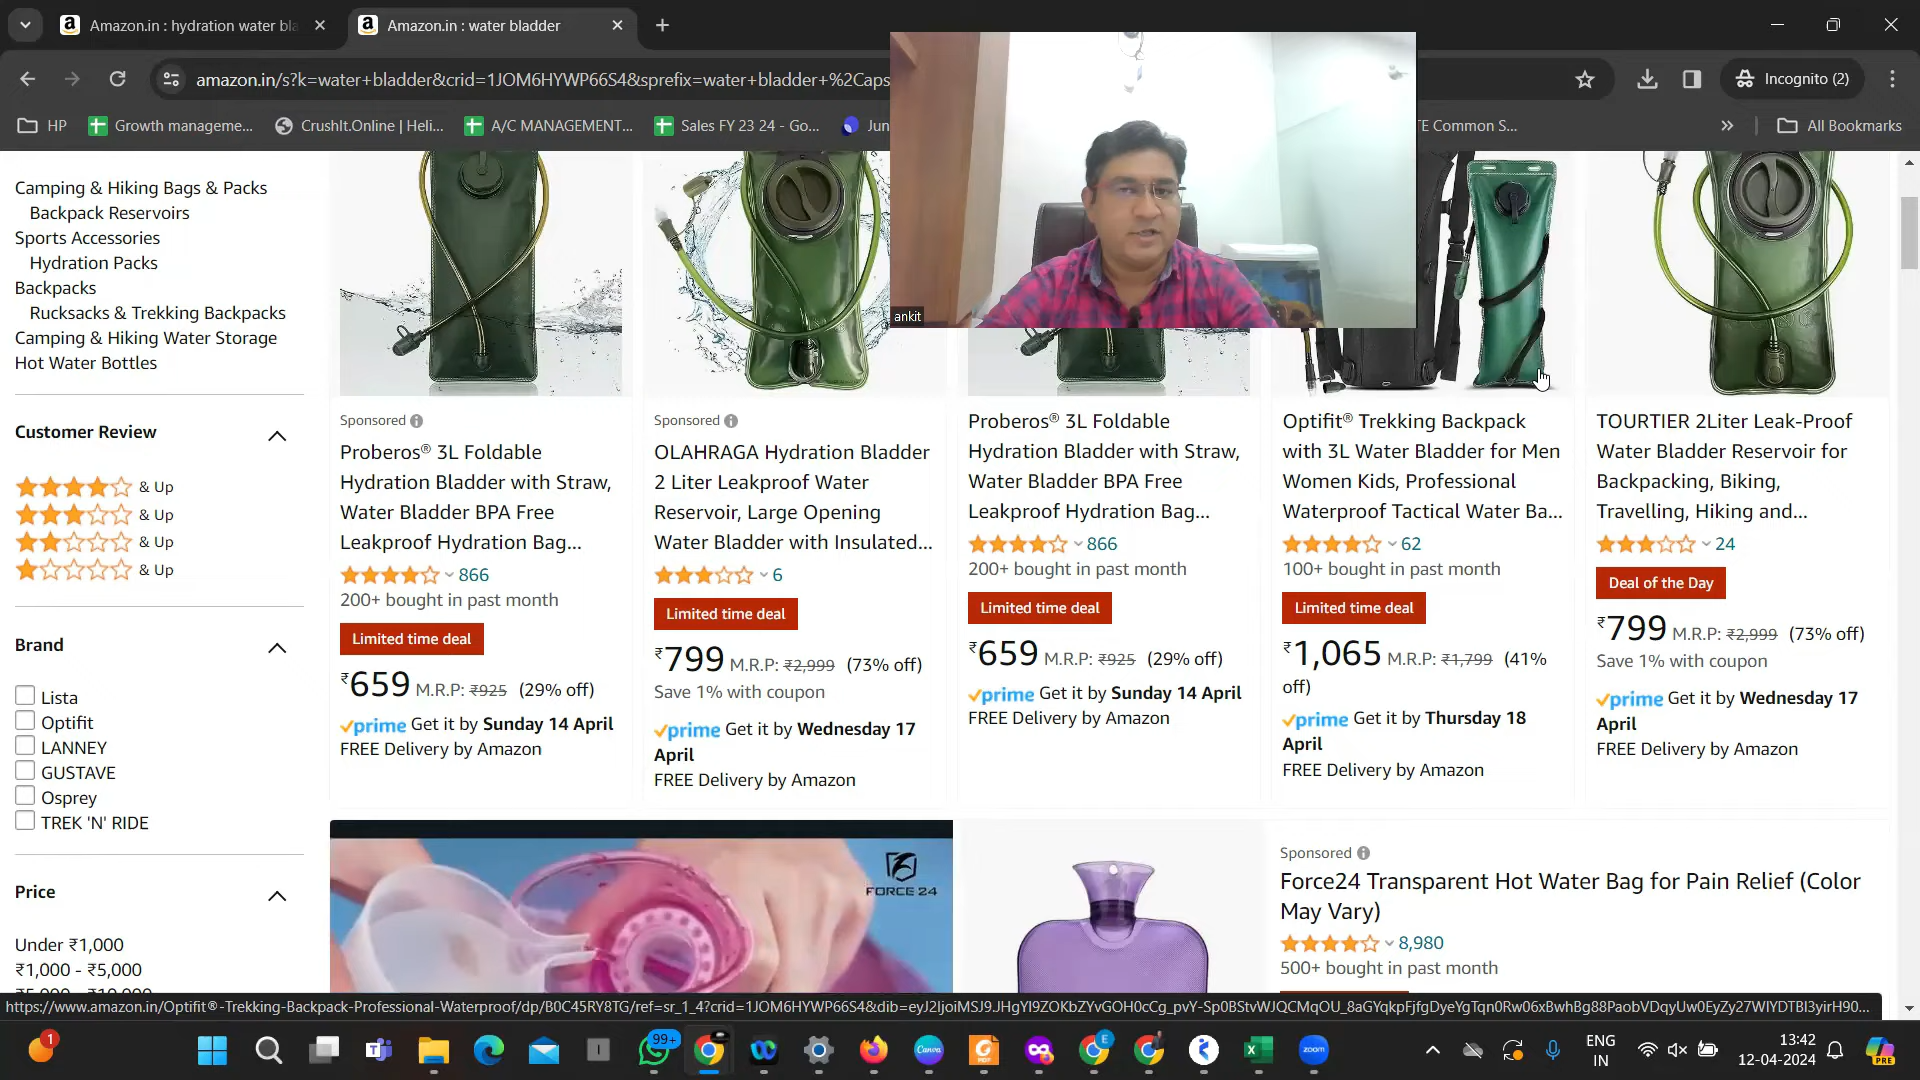 Amazon.in : hydration water bla
Amazon.in : water bladder
amazon.in/s?k=water+bladder&crid=1JOM6HYWP66S4&sprefix=water+bladder+%2Caps
Incognito (2)
HP
Growth manageme...
CrushIt.Online | Heli...
A/C MANAGEMENT...
Sales FY 23 24 - Go...
Jun
TE Common S...
All Bookmarks
ankit
Camping & Hiking Bags & Packs
Backpack Reservoirs
Sports Accessories
Hydration Packs
Backpacks
Rucksacks & Trekking Backpacks
Camping & Hiking Water Storage
Hot Water Bottles
Customer Review
& Up
& Up
& Up
& Up
Brand
Lista
Optifit
LANNEY
GUSTAVE
Osprey
TREK 'N' RIDE
Price
Under ₹1,000
₹1,000 - ₹5,000
₹5,000 - ₹10,000
Sponsored
Proberos® 3L Foldable
Hydration Bladder with Straw,
Water Bladder BPA Free
Leakproof Hydration Bag...
866
200+ bought in past month
Limited time deal
₹659 M.R.P: ₹925 (29% off)
prime Get it by Sunday 14 April
FREE Delivery by Amazon
Sponsored
OLAHRAGA Hydration Bladder
2 Liter Leakproof Water
Reservoir, Large Opening
Water Bladder with Insulated...
6
Limited time deal
₹799 M.R.P: ₹2,999 (73% off)
Save 1% with coupon
prime Get it by Wednesday 17
April
FREE Delivery by Amazon
Proberos® 3L Foldable
Hydration Bladder with Straw,
Water Bladder BPA Free
Leakproof Hydration Bag...
866
200+ bought in past month
Limited time deal
₹659 M.R.P: ₹925 (29% off)
prime Get it by Sunday 14 April
FREE Delivery by Amazon
Optifit® Trekking Backpack
with 3L Water Bladder for Men
Women Kids, Professional
Waterproof Tactical Water Ba...
62
100+ bought in past month
Limited time deal
₹1,065 M.R.P: ₹1,799 (41%
off)
prime Get it by Thursday 18
April
FREE Delivery by Amazon
TOURTIER 2Liter Leak-Proof
Water Bladder Reservoir for
Backpacking, Biking,
Travelling, Hiking and...
24
Deal of the Day
₹799 M.R.P: ₹2,999 (73% off)
Save 1% with coupon
prime Get it by Wednesday 17
April
FREE Delivery by Amazon
FORCE 24
Sponsored
Force24 Transparent Hot Water Bag for Pain Relief (Color
May Vary)
8,980
500+ bought in past month
1
99+
Canva
zoom
ENG
IN
13:42
12-04-2024
PRE